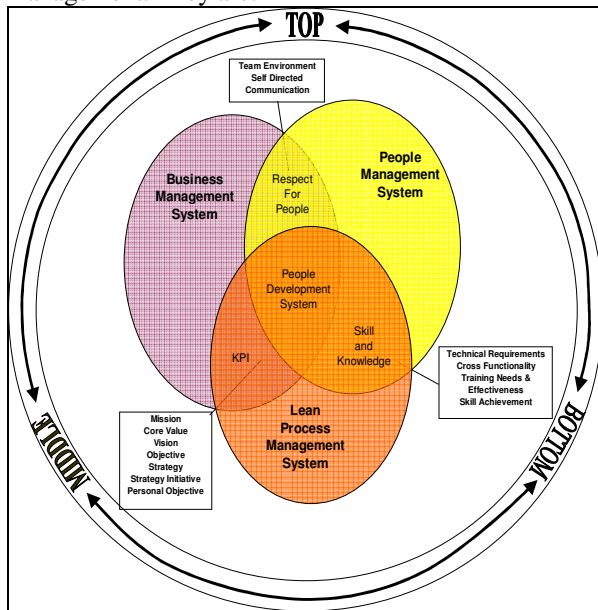 TOP
Team Environment
Self Directed
Communication
Business
Management
System
People
Management
System
Respect
For
People
People
Development
System
KPI
Skill
and
Knowledge
Technical Requirements
Cross Functionality
Training Needs &
Effectiveness
Skill Achievement
Mission
Core Value
Vision
Objective
Strategy
Strategy Initiative
Personal Objective
Lean
Process
Management
System
MIDDLE
BOTTOM